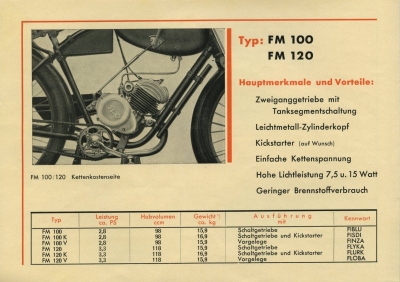 Typ: FM 100
FM 120
Hauptmerkmale und Vorteile:
Zweiganggetriebe mit
Tanksegmentschaltung
Leichtmetall-Zylinderkopf
Kickstarter (auf Wunsch)
Einfache Kettenspannung
Hohe Lichtleistung 7,5 u. 15 Watt
Geringer Brennstoffverbrauch
FM 100/120 Kettenkostenseite
Typ Leistung ca. PS Hubvolumen ccm Gewicht ca. kg Ausführung mit Kennwort
FM 100 2,8 98 15,9 Schaltgetriebe FIBLU
FM 100 K 2,8 98 16,9 Schaltgetriebe und Kickstarter FISDI
FM 100 V 2,8 98 15,9 Vorgelege FINZA
FM 120 3,3 118 15,9 Schaltgetriebe FLYKA
FM 120 K 3,3 118 16,9 Schaltgetriebe und Kickstarter FLURK
FM 120 V 3,3 118 15,9 Vorgelege FLOBA